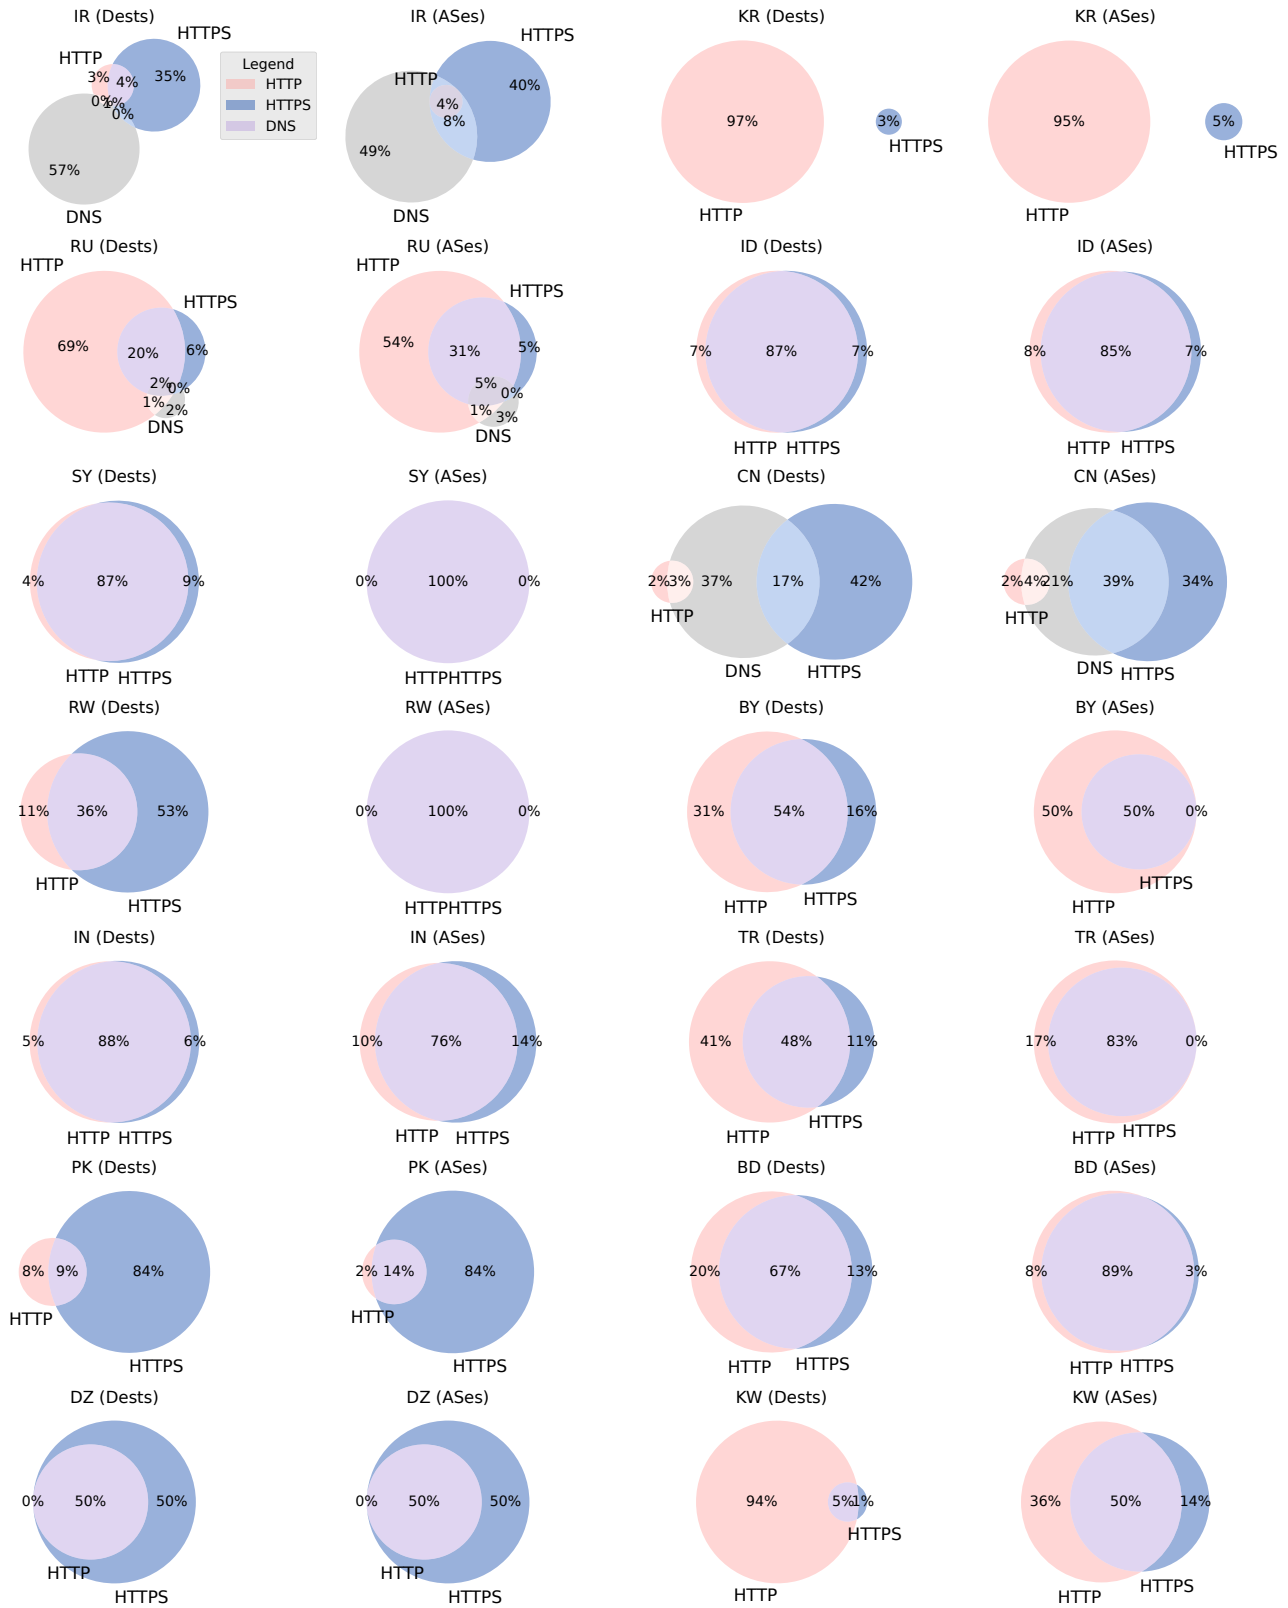 IR (Dests)
HTTP
HTTPS
3%
4%
35%
0%
1%
0%
57%
DNS
Legend
HTTP
HTTPS
DNS
IR (ASes)
HTTPS
HTTP
40%
4%
8%
49%
DNS
KR (Dests)
97%
3%
HTTPS
HTTP
KR (ASes)
95%
5%
HTTPS
HTTP
RU (Dests)
HTTP
HTTPS
69%
20%
6%
2%
0%
1%
2%
DNS
RU (ASes)
HTTP
HTTPS
54%
31%
5%
5%
0%
1%
3%
DNS
ID (Dests)
7%
87%
7%
HTTP HTTPS
ID (ASes)
8%
85%
7%
HTTP HTTPS
SY (Dests)
4%
87%
9%
HTTP HTTPS
SY (ASes)
0%
100%
0%
HTTPHTTPS
CN (Dests)
2%
3%
37%
17%
42%
HTTP
DNS
HTTPS
CN (ASes)
2%
4%
21%
39%
34%
HTTP
DNS
HTTPS
RW (Dests)
11%
36%
53%
HTTP
HTTPS
RW (ASes)
0%
100%
0%
HTTPHTTPS
BY (Dests)
31%
54%
16%
HTTP
HTTPS
BY (ASes)
50%
50%
0%
HTTPS
HTTP
IN (Dests)
5%
88%
6%
HTTP HTTPS
IN (ASes)
10%
76%
14%
HTTP HTTPS
TR (Dests)
41%
48%
11%
HTTPS
HTTP
TR (ASes)
17%
83%
0%
HTTP HTTPS
PK (Dests)
8%
9%
84%
HTTP
HTTPS
PK (ASes)
2%
14%
84%
HTTP
HTTPS
BD (Dests)
20%
67%
13%
HTTP HTTPS
BD (ASes)
8%
89%
3%
HTTP HTTPS
DZ (Dests)
0%
50%
50%
HTTP
HTTPS
DZ (ASes)
0%
50%
50%
HTTP
HTTPS
KW (Dests)
94%
5%
1%
HTTPS
HTTP
KW (ASes)
36%
50%
14%
HTTPS
HTTP